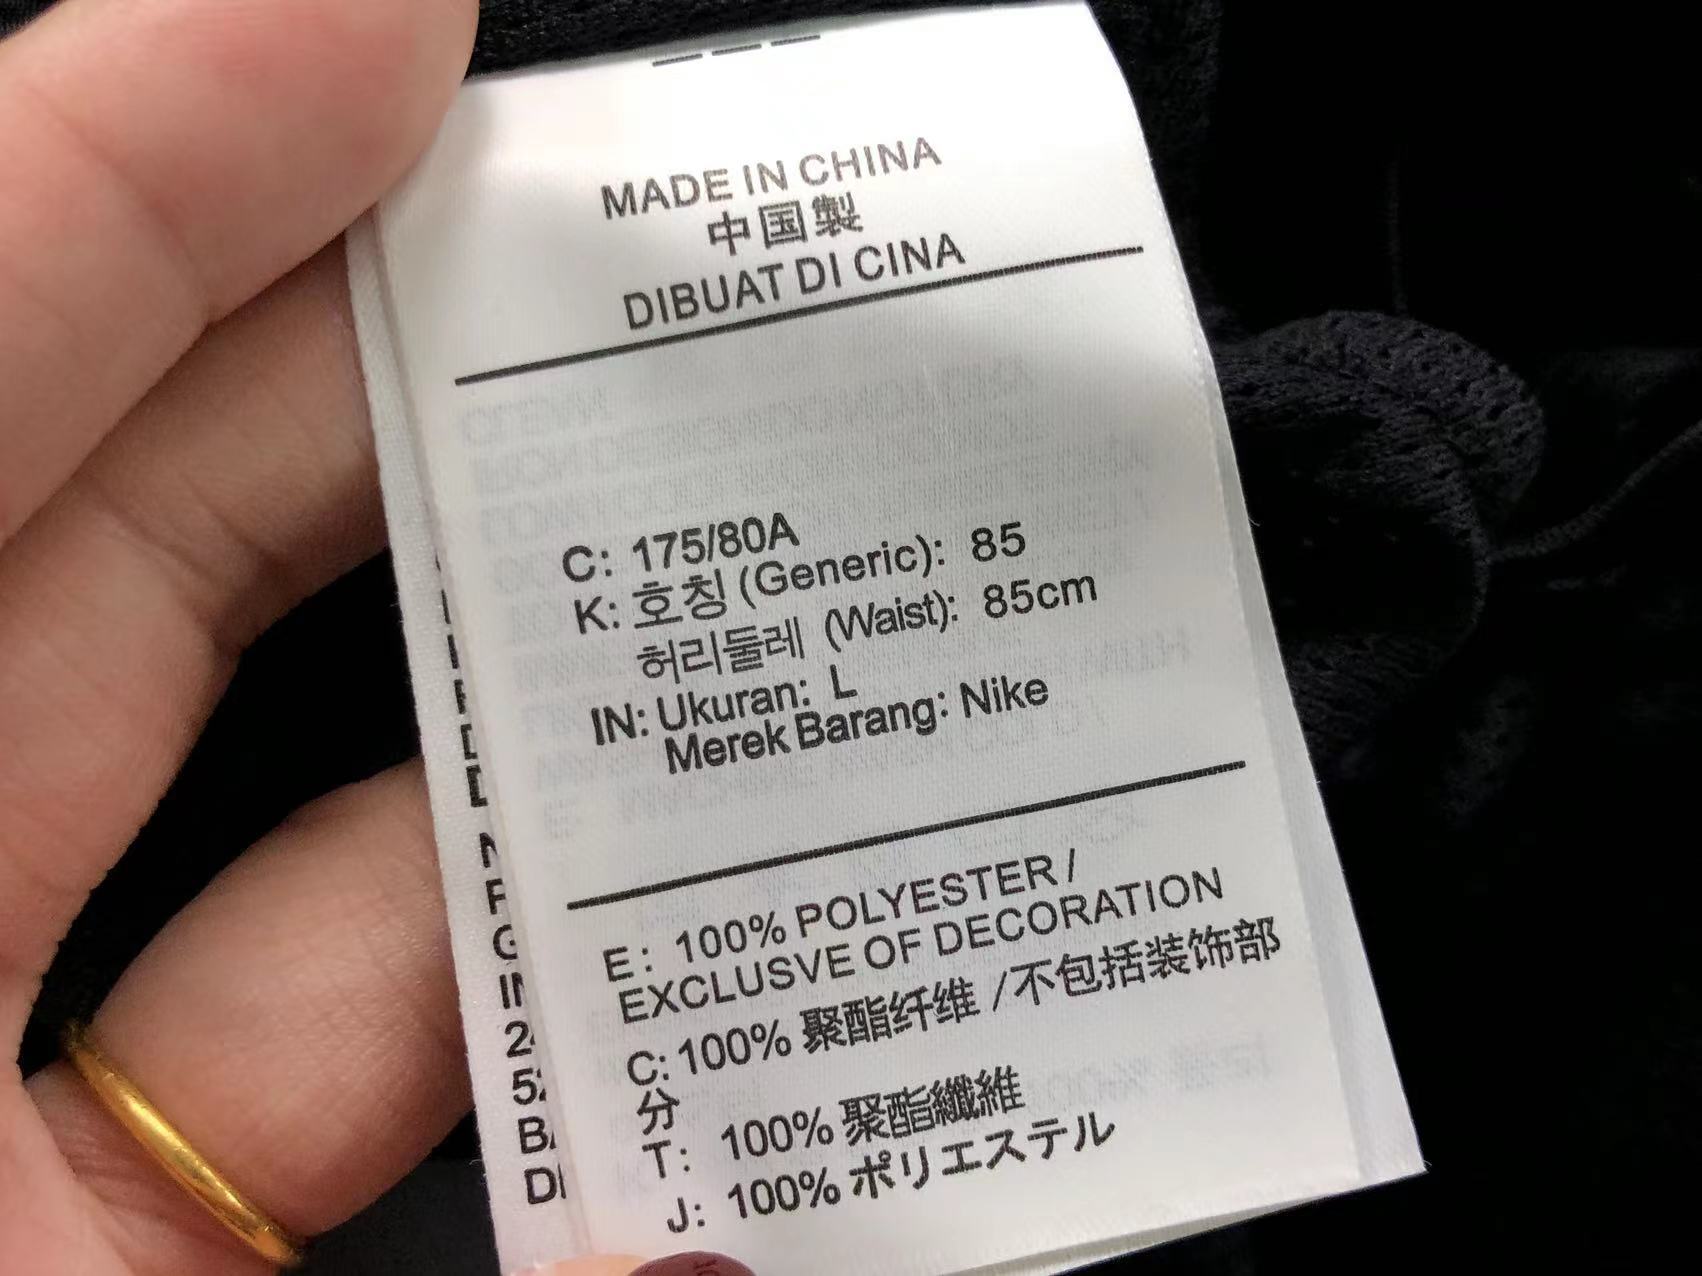 MADE IN CHINA
中国製
DIBUAT DI CINA
C: 175/80A
K: 호칭 (Generic): 85
허리둘레 (Waist): 85cm
IN: Ukuran: L
Merek Barang: Nike
E: 100% POLYESTER /
EXCLUSVE OF DECORATION
C: 100% 聚酯纤维 /不包括装饰部
分
T: 100% 聚酯纖維
J: 100% ポリエステル